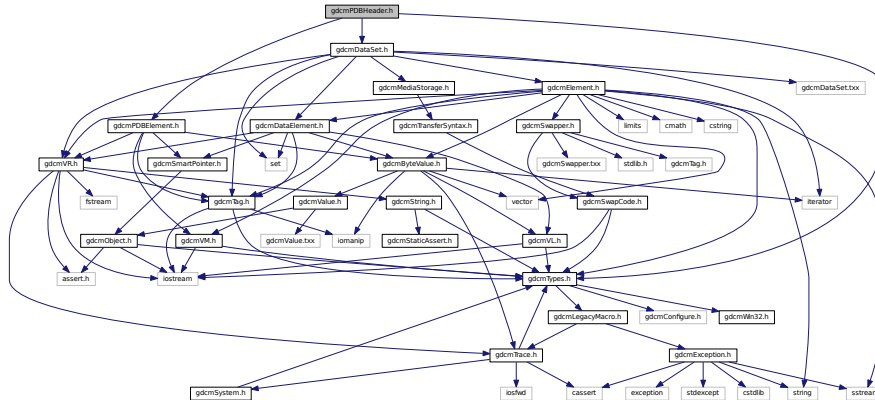 gdcmPDBHeader.h
gdcmDataSet.h
gdcmMediaStorage.h
gdcmElement.h
gdcmDataSet.txx
gdcmPDBElement.h
gdcmDataElement.h
gdcmTransferSyntax.h
gdcmSwapper.h
limits
cmath
cstring
gdcmVR.h
gdcmSmartPointer.h
set
gdcmByteValue.h
gdcmSwapper.txx
stdlib.h
gdcmTag.h
fstream
gdcmTag.h
gdcmValue.h
gdcmString.h
vector
gdcmSwapCode.h
iterator
gdcmObject.h
gdcmVM.h
gdcmValue.txx
iomanip
gdcmStaticAssert.h
gdcmVL.h
assert.h
iostream
gdcmTypes.h
gdcmLegacyMacro.h
gdcmConfigure.h
gdcmWin32.h
gdcmTrace.h
gdcmException.h
gdcmSystem.h
iosfwd
cassert
exception
stdexcept
cstdlib
string
sstream